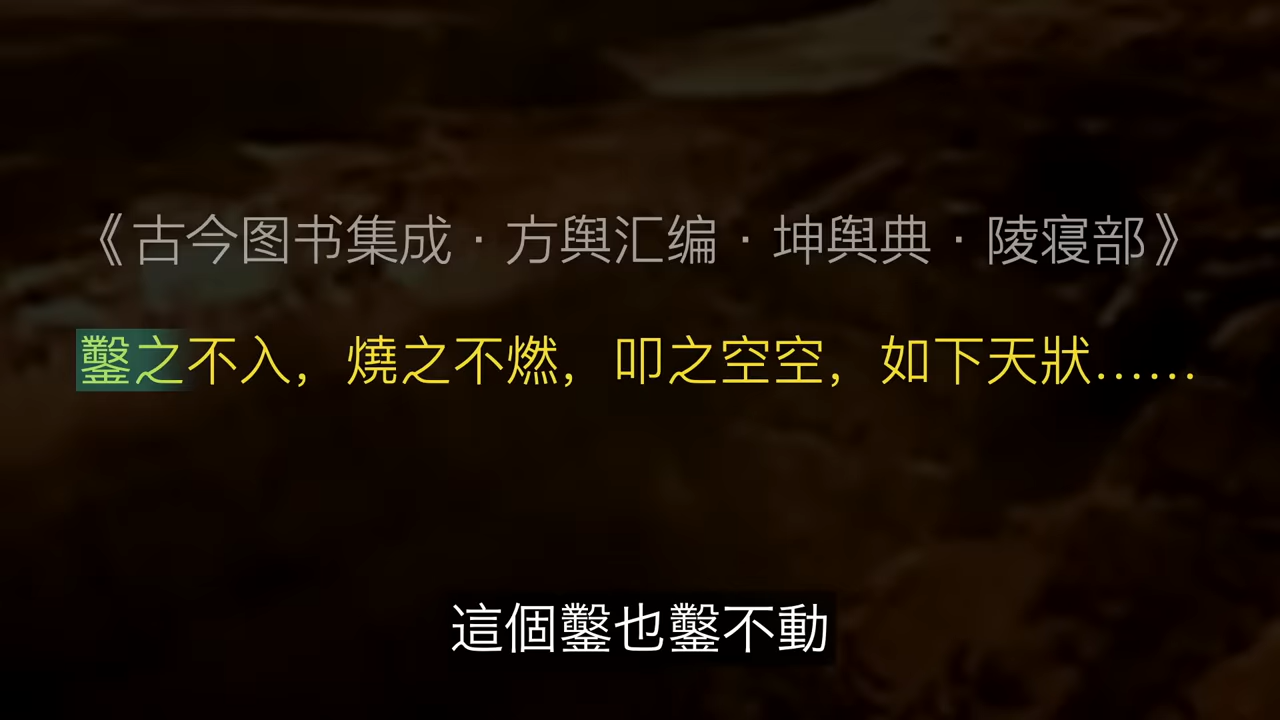 《古今图书集成·方舆汇编·坤舆典·陵寝部》
鑿之不入，燒之不燃，叩之空空，如下天狀……
這個鑿也鑿不動